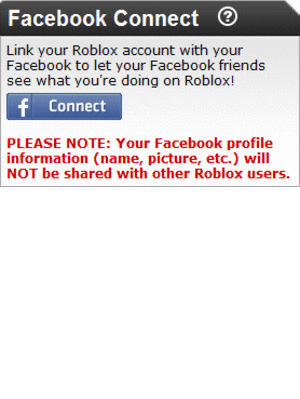 Facebook Connect ?
Link your Roblox account with your
Facebook to let your Facebook friends
see what you're doing on Roblox!
f Connect
PLEASE NOTE: Your Facebook profile
information (name, picture, etc.) will
NOT be shared with other Roblox users.